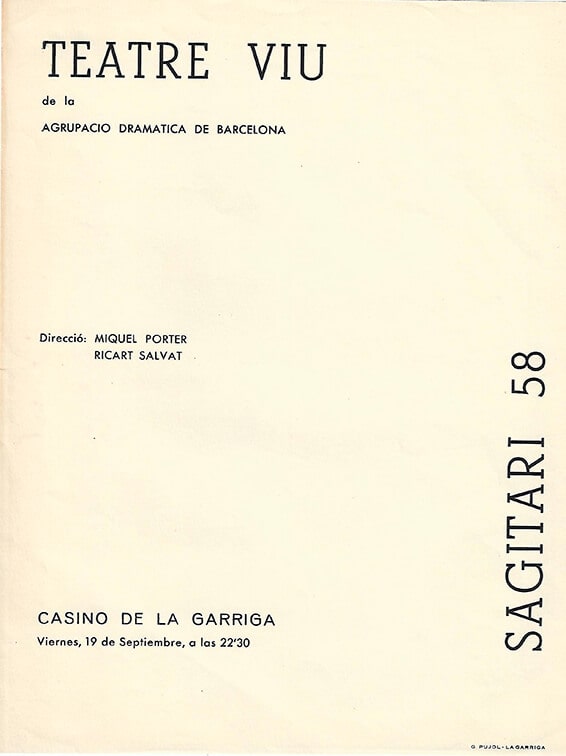 TEATRE VIU
de la
AGRUPACIO DRAMATICA DE BARCELONA
Direcció: MIQUEL PORTER
RICART SALVAT
SAGITARI 58
CASINO DE LA GARRIGA
Viernes, 19 de Septiembre, a las 22'30
G. PUJOL - LA GARRIGA